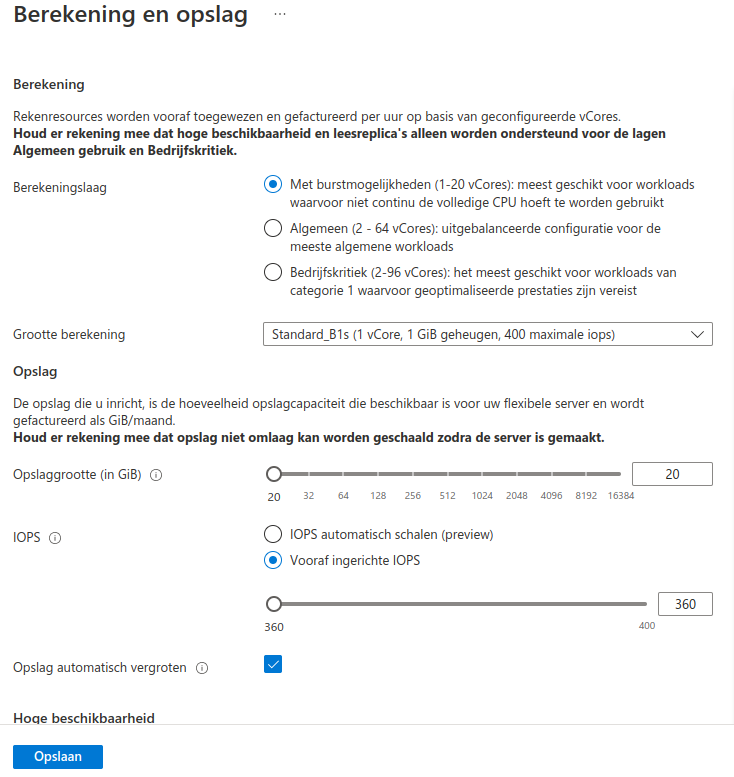 Berekening en opslag ...
Berekening
Rekenresources worden vooraf toegewezen en gefactureerd per uur op basis van geconfigureerde vCores.
Houd er rekening mee dat hoge beschikbaarheid en leesreplica's alleen worden ondersteund voor de lagen
Algemeen gebruik en Bedrijfskritiek.
Berekeningslaag
Met burstmogelijkheden (1-20 vCores): meest geschikt voor workloads
waarvoor niet continu de volledige CPU hoeft te worden gebruikt
Algemeen (2 - 64 vCores): uitgebalanceerde configuratie voor de
meeste algemene workloads
Bedrijfskritiek (2-96 vCores): het meest geschikt voor workloads van
categorie 1 waarvoor geoptimaliseerde prestaties zijn vereist
Grootte berekening
Standard_B1s (1 vCore, 1 GiB geheugen, 400 maximale iops)
Opslag
De opslag die u inricht, is de hoeveelheid opslagcapaciteit die beschikbaar is voor uw flexibele server en wordt
gefactureerd als GiB/maand.
Houd er rekening mee dat opslag niet omlaag kan worden geschaald zodra de server is gemaakt.
Opslaggrootte (in GiB)
20
20 32 64 128 256 512 1024 2048 4096 8192 16384
IOPS
IOPS automatisch schalen (preview)
Vooraf ingerichte IOPS
360
360 400
Opslag automatisch vergroten
Hoge beschikbaarheid
Opslaan